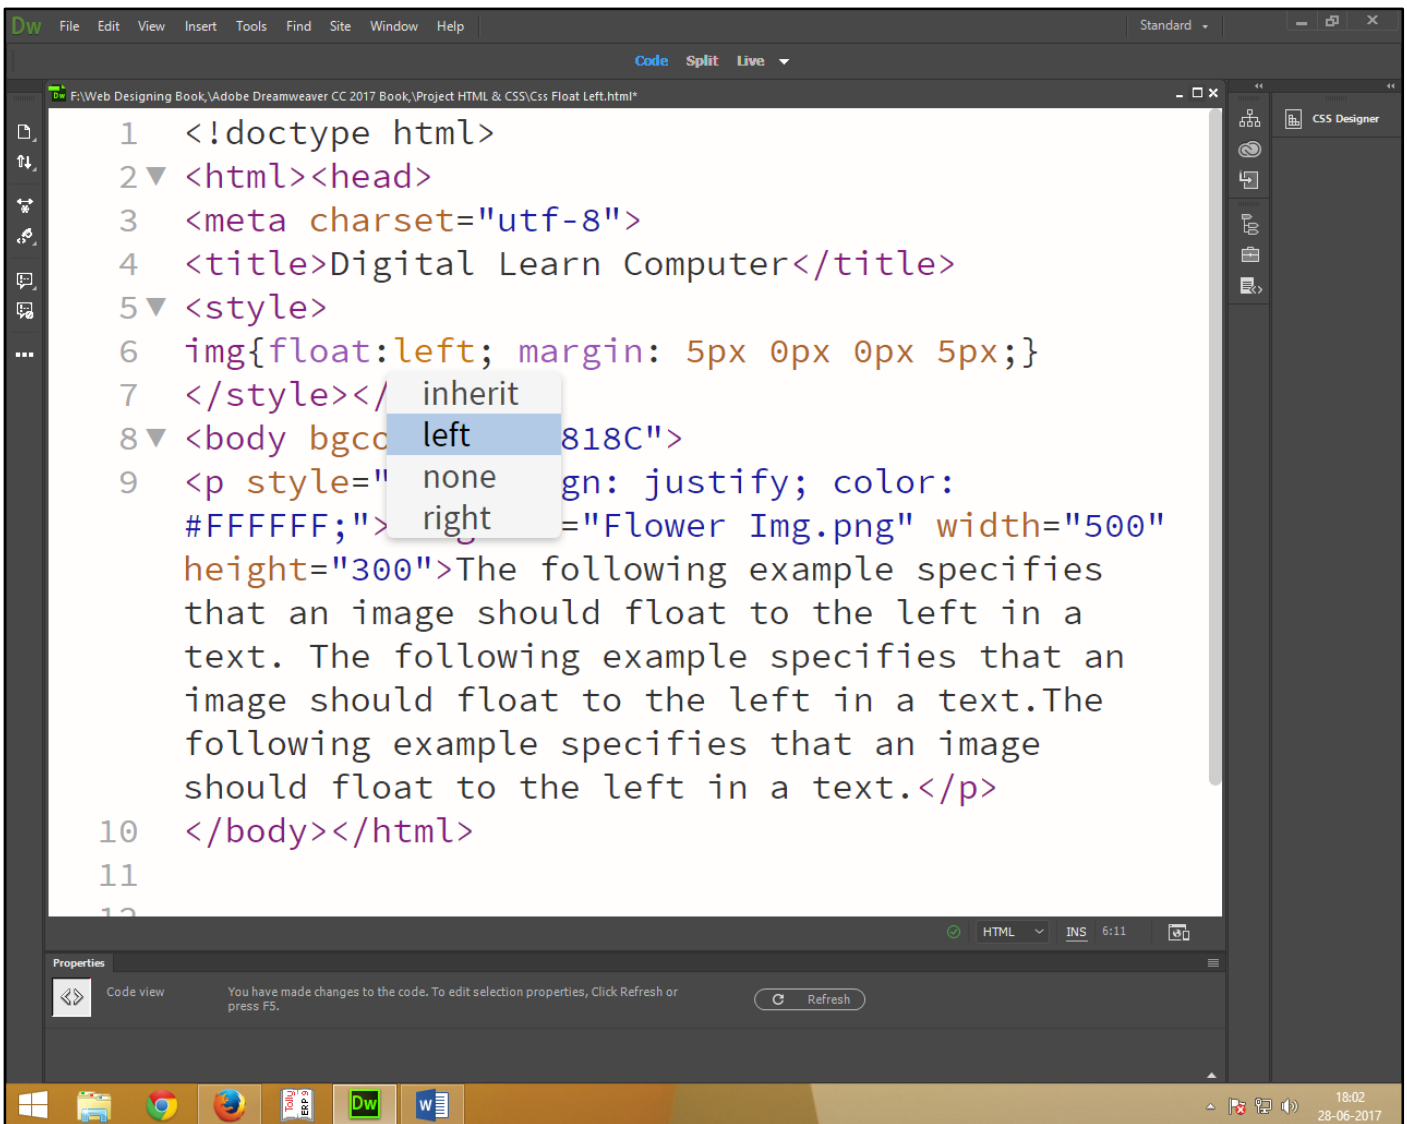 Dw File Edit View Insert Tools Find Site Window Help Standard
Code Split Live
F:\Web Designing Book,\Adobe Dreamweaver CC 2017 Book,\Project HTML & CSS\Css Float Left.html*
CSS Designer
1 <!doctype html>
2 <html><head>
3 <meta charset="utf-8">
4 <title>Digital Learn Computer</title>
5 <style>
6 img{float:left; margin: 5px 0px 0px 5px;}
7 </style></
inherit
8 <body bgco
left
818C">
9 <p style="
none
gn: justify; color:
#FFFFFF;">
right
="Flower Img.png" width="500"
height="300">The following example specifies
that an image should float to the left in a
text. The following example specifies that an
image should float to the left in a text.The
following example specifies that an image
should float to the left in a text.</p>
10 </body></html>
11
12
HTML INS 6:11
Properties
Code view
You have made changes to the code. To edit selection properties, Click Refresh or
press F5.
Refresh
Tally
ERP 9
Dw
W
18:02
28-06-2017